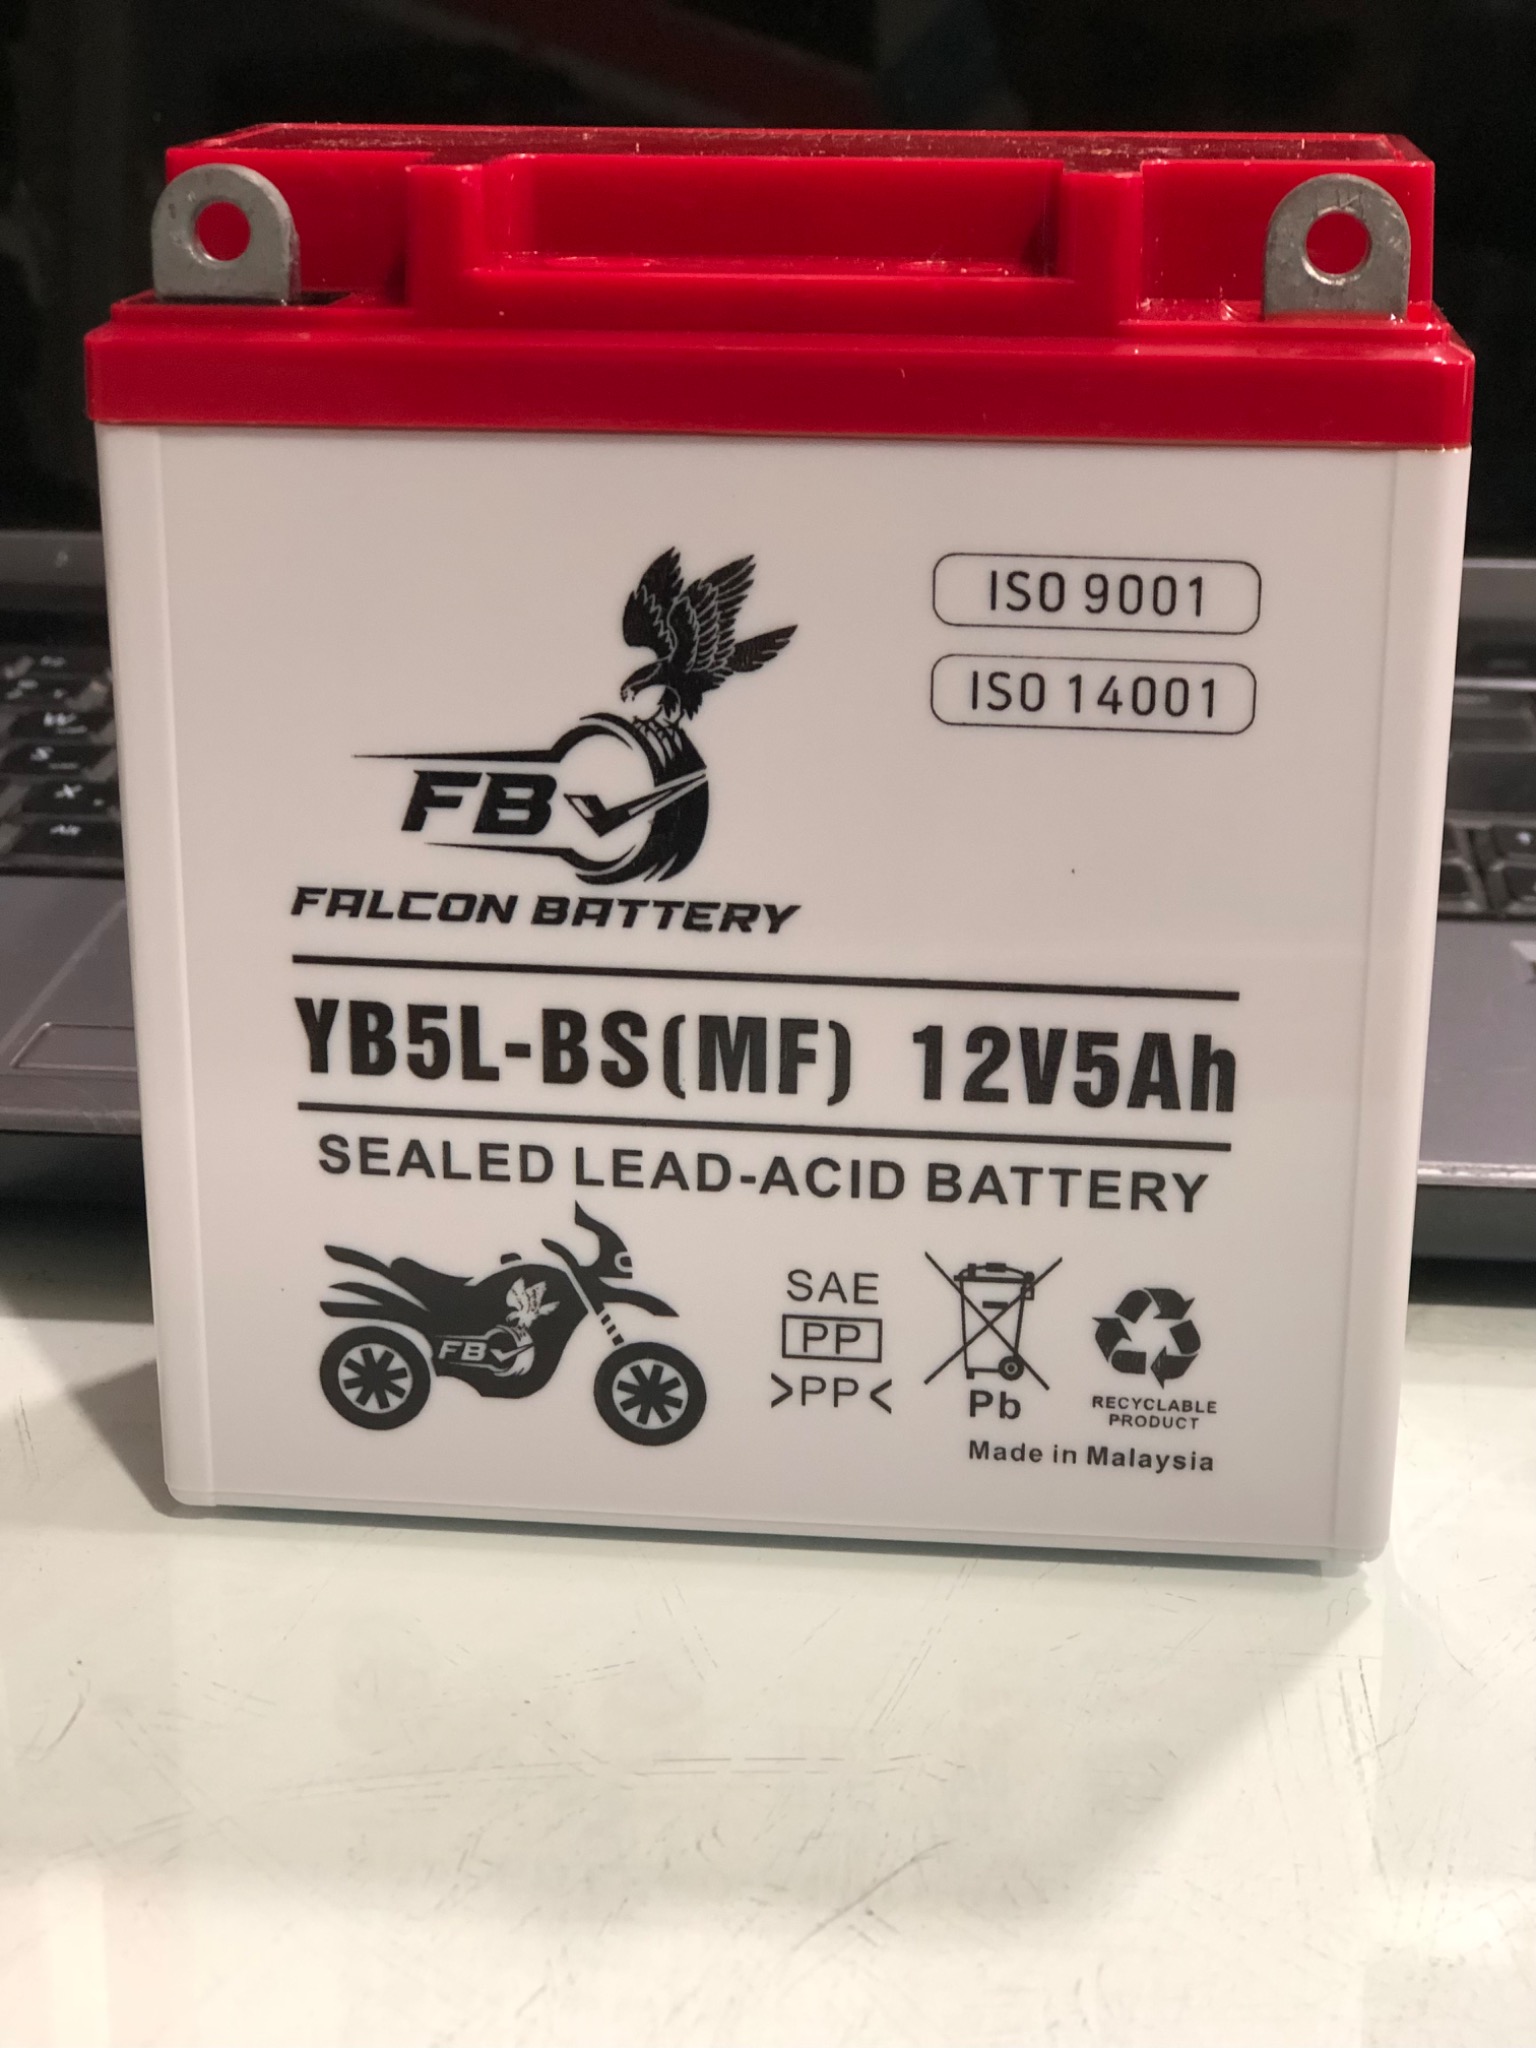 ISO 9001
ISO 14001
FB
FALCON BATTERY
YB5L-BS(MF) 12V5Ah
SEALED LEAD-ACID BATTERY
FB
SAE
PP
>PP<
Pb
RECYCLABLE
PRODUCT
Made in Malaysia
W
S
X
Alt